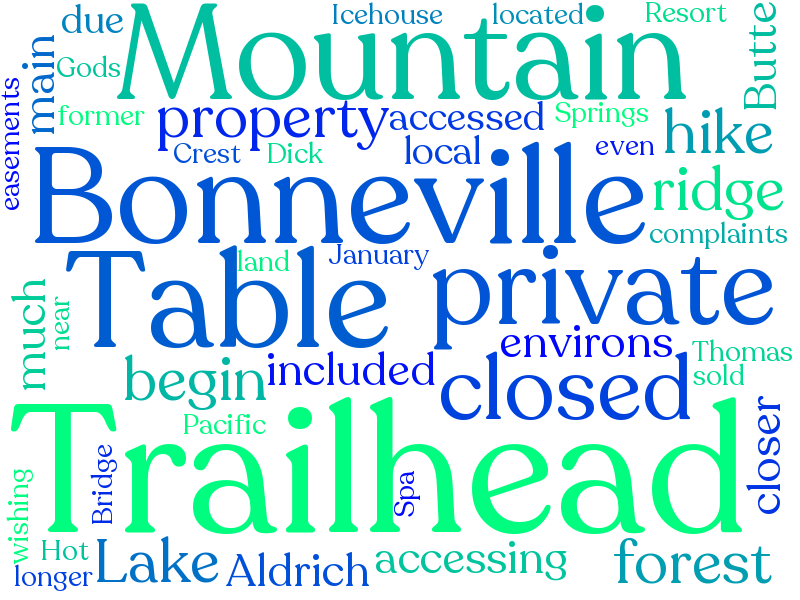 due
Icehouse
located
Resort
Mountain
Butte
main
Gods
former
property
accessed
Springs
hike
easements
Crest
Dick
local
even
Bonneville
ridge
complaints
Table
land
January
private
much
near
environs
begin
included
closed
Thomas
sold
Trailhead
Pacific
closer
Bridge
Spa
wishing
Hot
longer
Lake
Aldrich
accessing
forest